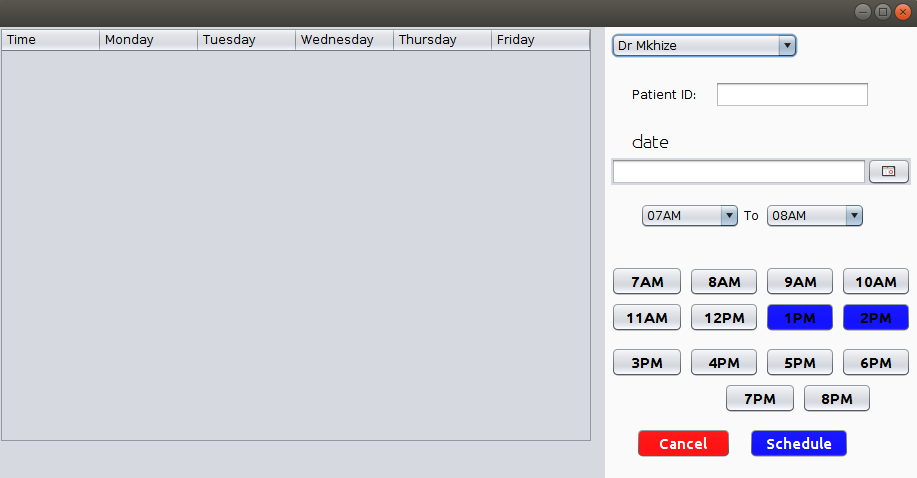 Time Monday Tuesday Wednesday Thursday Friday
Dr Mkhize
Patient ID:
date
07AM To 08AM
7AM 8AM 9AM 10AM
11AM 12PM 1PM 2PM
3PM 4PM 5PM 6PM
7PM 8PM
Cancel Schedule